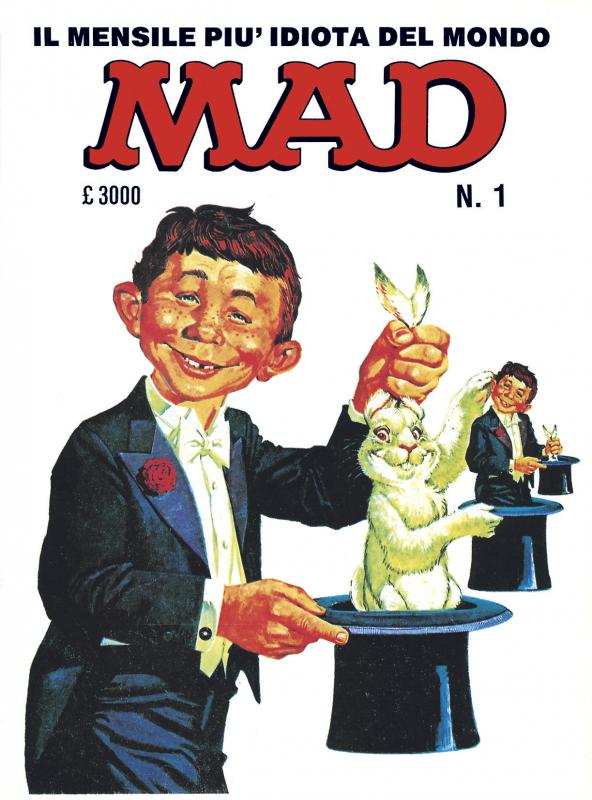 IL MENSILE PIU' IDIOTA DEL MONDO
MAD
£ 3000
N. 1